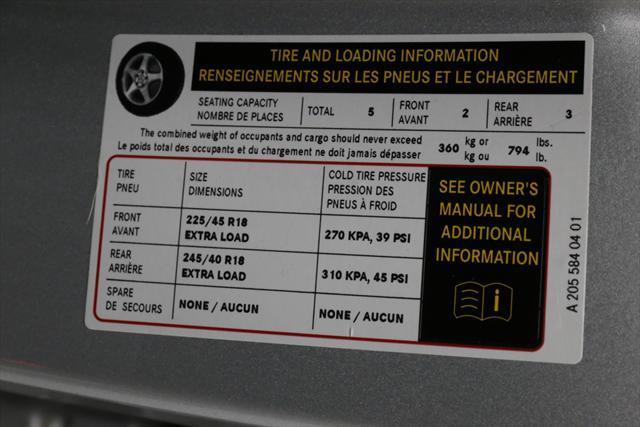 TIRE AND LOADING INFORMATION
RENSEIGNEMENTS SUR LES PNEUS ET LE CHARGEMENT
SEATING CAPACITY
NOMBRE DE PLACES
TOTAL 5
FRONT
AVANT
2
REAR
ARRIÈRE
3
The combined weight of occupants and cargo should never exceed
Le poids total des occupants et du chargement ne doit jamais dépasser
360
kg or
kg ou
794
lbs.
lb.
TIRE
PNEU
SIZE
DIMENSIONS
COLD TIRE PRESSURE
PRESSION DES
PNEUS À FROID
FRONT
AVANT
225/45 R18
EXTRA LOAD
270 KPA, 39 PSI
REAR
ARRIÈRE
245/40 R18
EXTRA LOAD
310 KPA, 45 PSI
SPARE
DE SECOURS
NONE / AUCUN
NONE / AUCUN
SEE OWNER'S
MANUAL FOR
ADDITIONAL
INFORMATION
i
A 205 584 04 01